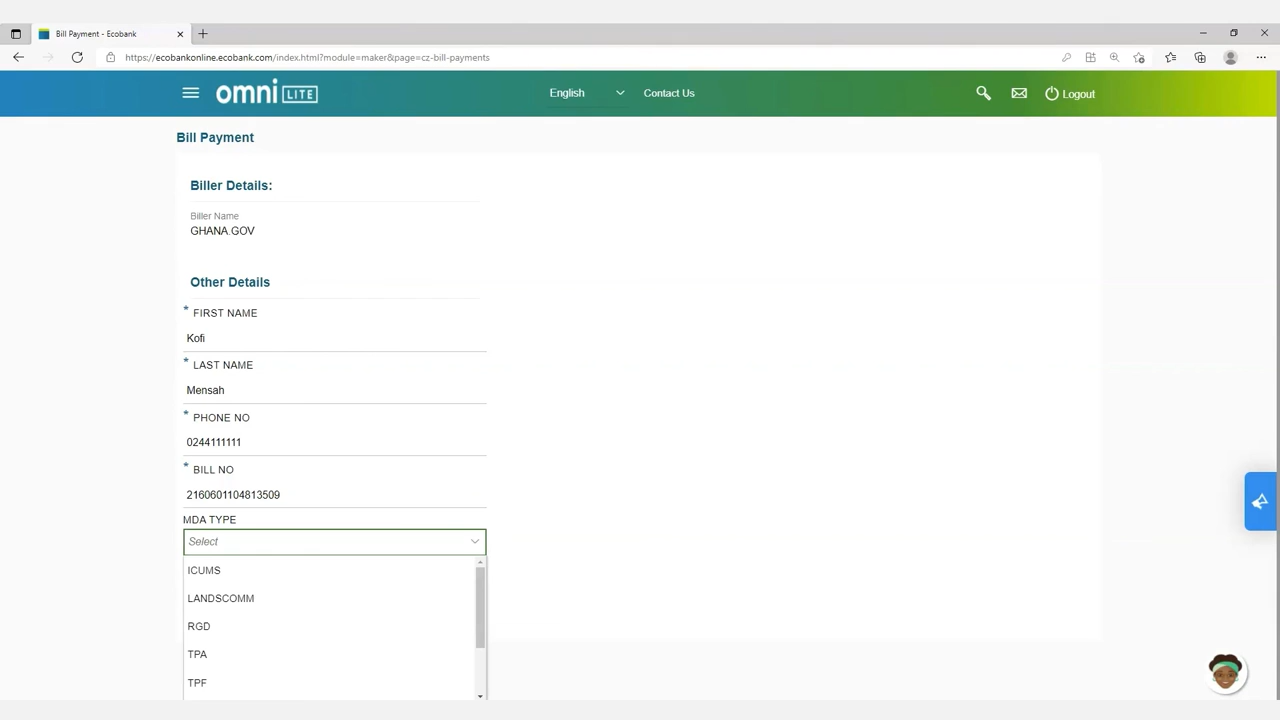 Bill Payment - Ecobank
https://ecobankonline.ecobank.com/index.html?module=maker&page=cz-bill-payments
omni LITE
English
Contact Us
Logout
Bill Payment
Biller Details:
Biller Name
GHANA.GOV
Other Details
* FIRST NAME
Kofi
* LAST NAME
Mensah
* PHONE NO
0244111111
* BILL NO
2160601104813509
MDA TYPE
Select
ICUMS
LANDSCOMM
RGD
TPA
TPF